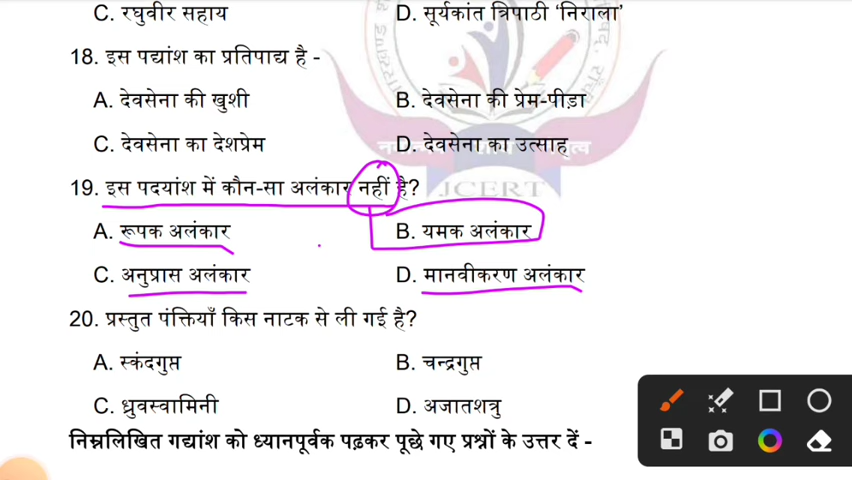 C. रघुवीर सहाय D. सूर्यकांत त्रिपाठी ‘निराला’
18. इस पद्यांश का प्रतिपाद्य है -
A. देवसेना की खुशी B. देवसेना की प्रेम-पीड़ा
C. देवसेना का देशप्रेम D. देवसेना का उत्साह
19. इस पदयांश में कौन-सा अलंकार नहीं है?
JCERT
A. रूपक अलंकार B. यमक अलंकार
C. अनुप्रास अलंकार D. मानवीकरण अलंकार
20. प्रस्तुत पंक्तियाँ किस नाटक से ली गई है?
A. स्कंदगुप्त B. चन्द्रगुप्त
C. ध्रुवस्वामिनी D. अजातशत्रु
निम्नलिखित गद्यांश को ध्यानपूर्वक पढ़कर पूछे गए प्रश्नों के उत्तर दें -